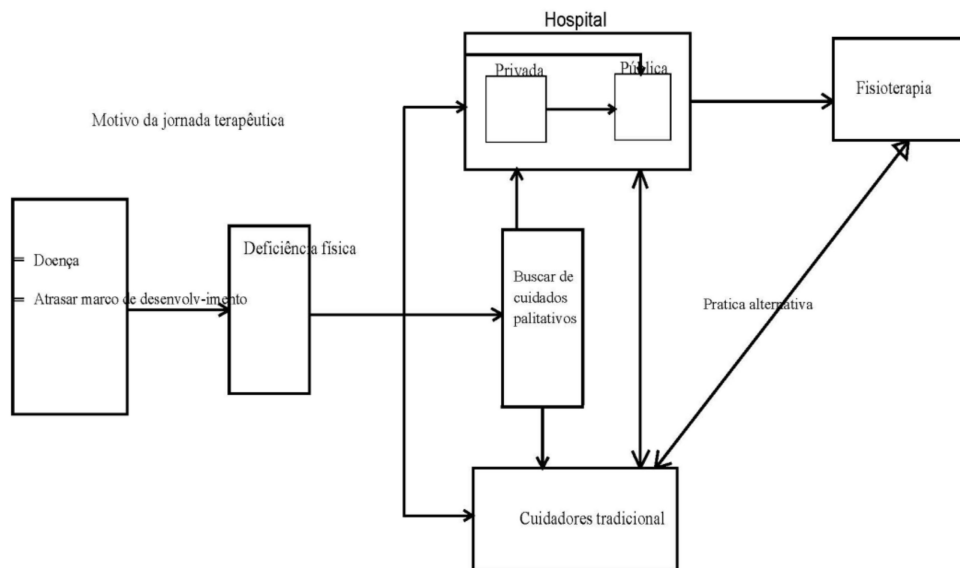 Hospital
Privada
Pública
Fisioterapia
Motivo da jornada terapêutica
Deficiência física
Doença
Atrasar marco de desenvolv-imento
Buscar de
cuidados
palitativos
Pratica alternativa
Cuidadores tradicional